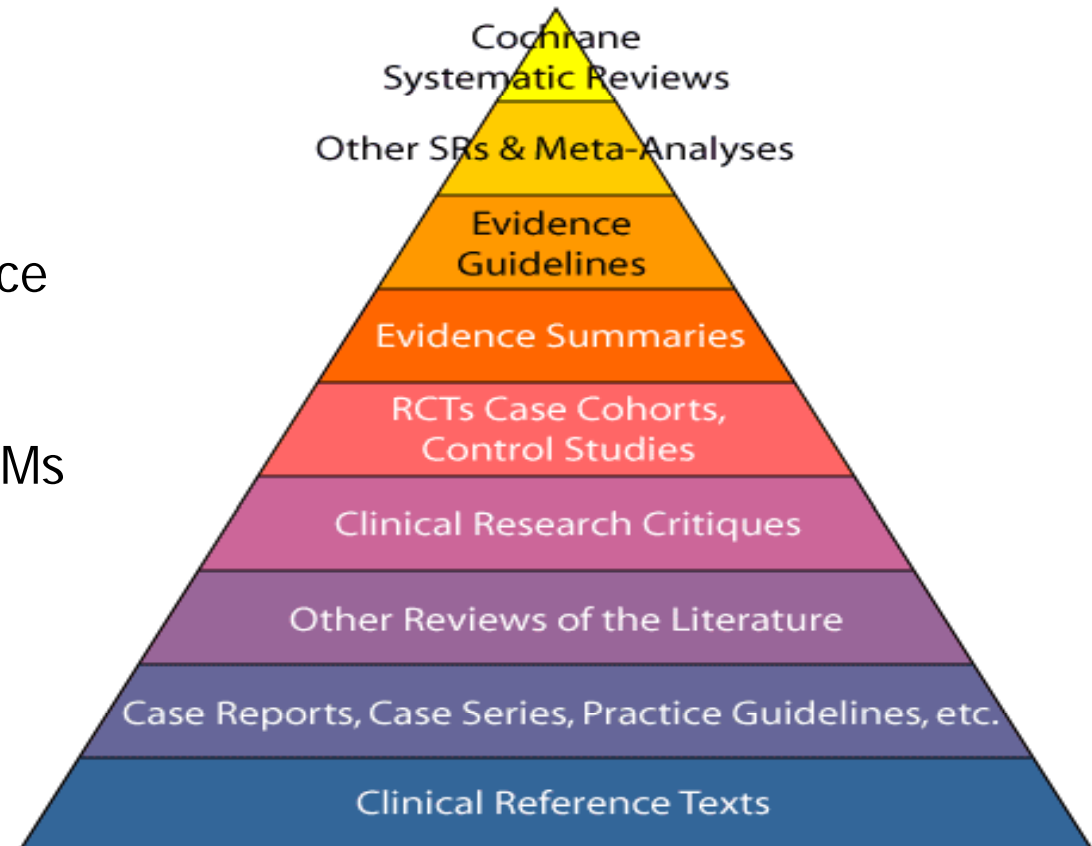 Cochrane
Systematic Reviews
Other SRs & Meta-Analyses
Evidence
Guidelines
ce
Evidence Summaries
RCTs Case Cohorts,
Control Studies
Ms
Clinical Research Critiques
Other Reviews of the Literature
Case Reports, Case Series, Practice Guidelines, etc.
Clinical Reference Texts